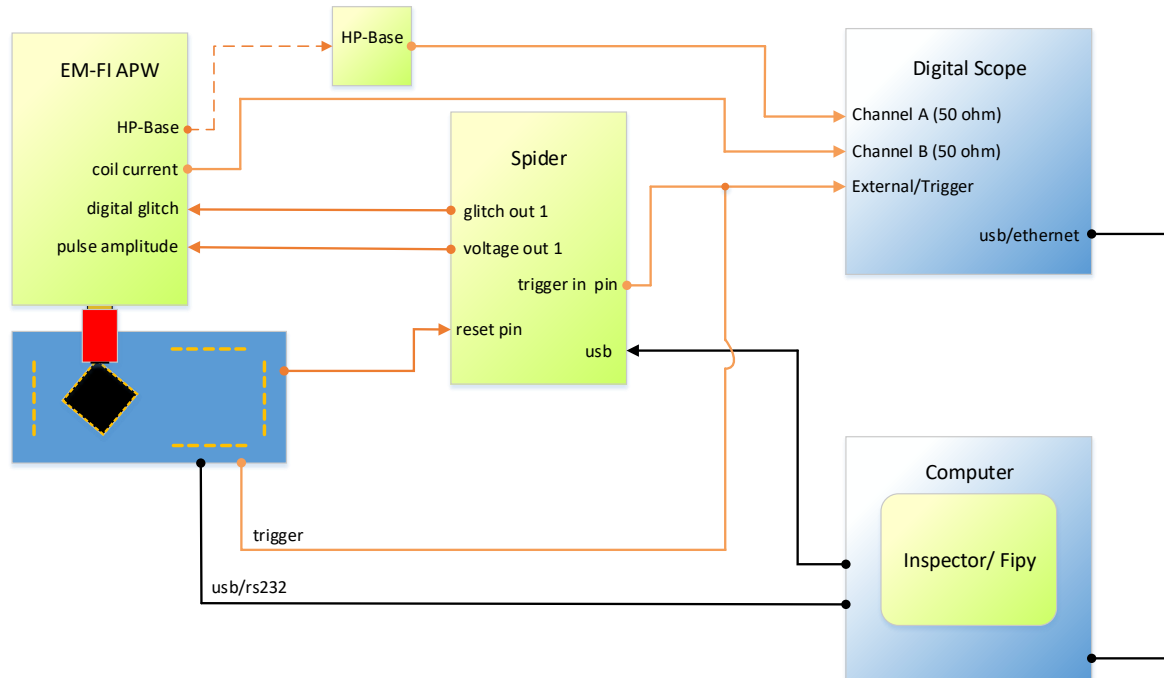 HP-Base
EM-FI APW
HP-Base
coil current
digital glitch
pulse amplitude
Spider
glitch out 1
voltage out 1
trigger in  pin
reset pin
usb
Digital Scope
Channel A (50 ohm)
Channel B (50 ohm)
External/Trigger
usb/ethernet
trigger
usb/rs232
Computer
Inspector/ Fipy